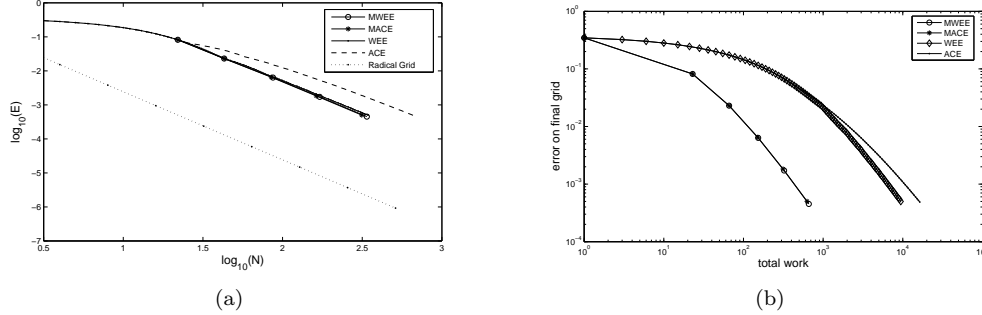 0
-1
-2
-3
-4
-5
-6
-7
0.5
1
1.5
2
2.5
3
log10(N)
log10(E)
MWEE
MACE
WEE
ACE
Radical Grid
(a)
10^0
10^-1
10^-2
10^-3
10^-4
10^0
10^1
10^2
10^3
10^4
10^5
total work
error on final grid
MWEE
MACE
WEE
ACE
(b)